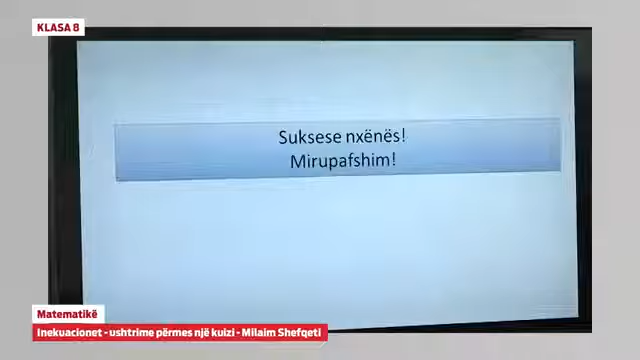 KLASA 8
Suksese nxënës!
Mirupafshim!
Matematikë
Inekuacionet - ushtrime përmes një kuizi - Milaim Shefqeti